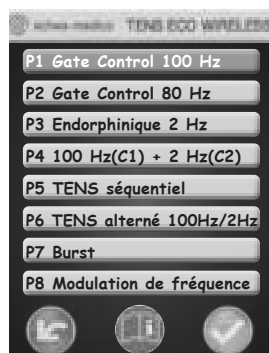 TENS ECO WIRELESS
P1 Gate Control 100 Hz
P2 Gate Control 80 Hz
P3 Endorphinique 2 Hz
P4 100 Hz(C1) + 2 Hz(C2)
P5 TENS séquentiel
P6 TENS alterné 100Hz/2Hz
P7 Burst
P8 Modulation de fréquence
i